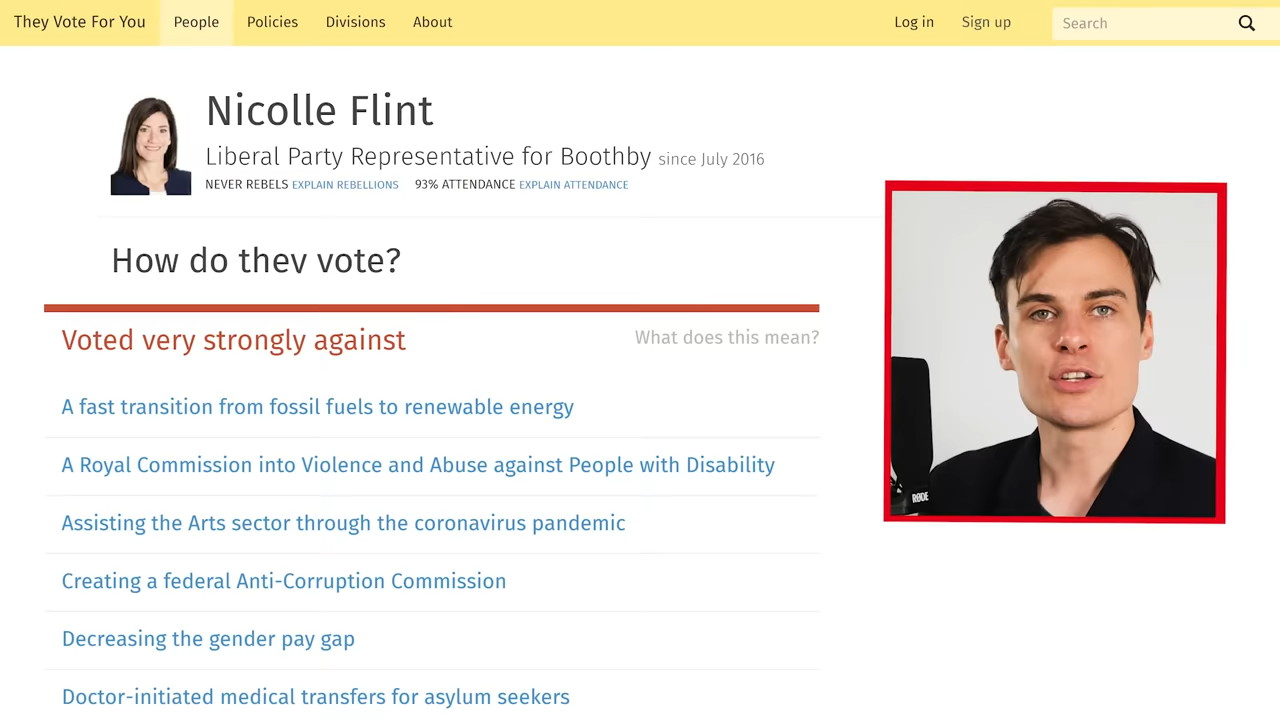 They Vote For You People Policies Divisions About Log in Sign up Search
Nicolle Flint
Liberal Party Representative for Boothby since July 2016
NEVER REBELS EXPLAIN REBELLIONS 93% ATTENDANCE EXPLAIN ATTENDANCE
How do they vote?
Voted very strongly against What does this mean?
A fast transition from fossil fuels to renewable energy
A Royal Commission into Violence and Abuse against People with Disability
Assisting the Arts sector through the coronavirus pandemic
Creating a federal Anti-Corruption Commission
Decreasing the gender pay gap
Doctor-initiated medical transfers for asylum seekers
RØDE